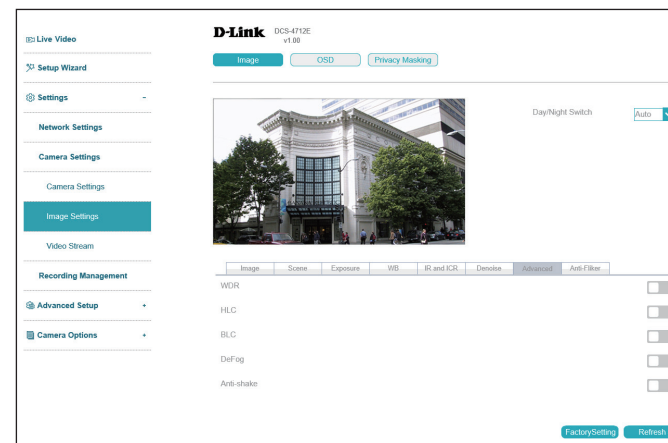 Live Video
Setup Wizard
Settings -
Network Settings
Camera Settings
Camera Settings
Image Settings
Video Stream
Recording Management
Advanced Setup +
Camera Options +
D-Link DCS-4712E
v1.00
Image OSD Privacy Masking
Day/Night Switch Auto
Image Scene Exposure WB IR and ICR Denoise Advanced Anti-Fliker
WDR
HLC
BLC
DeFog
Anti-shake
FactorySetting Refresh